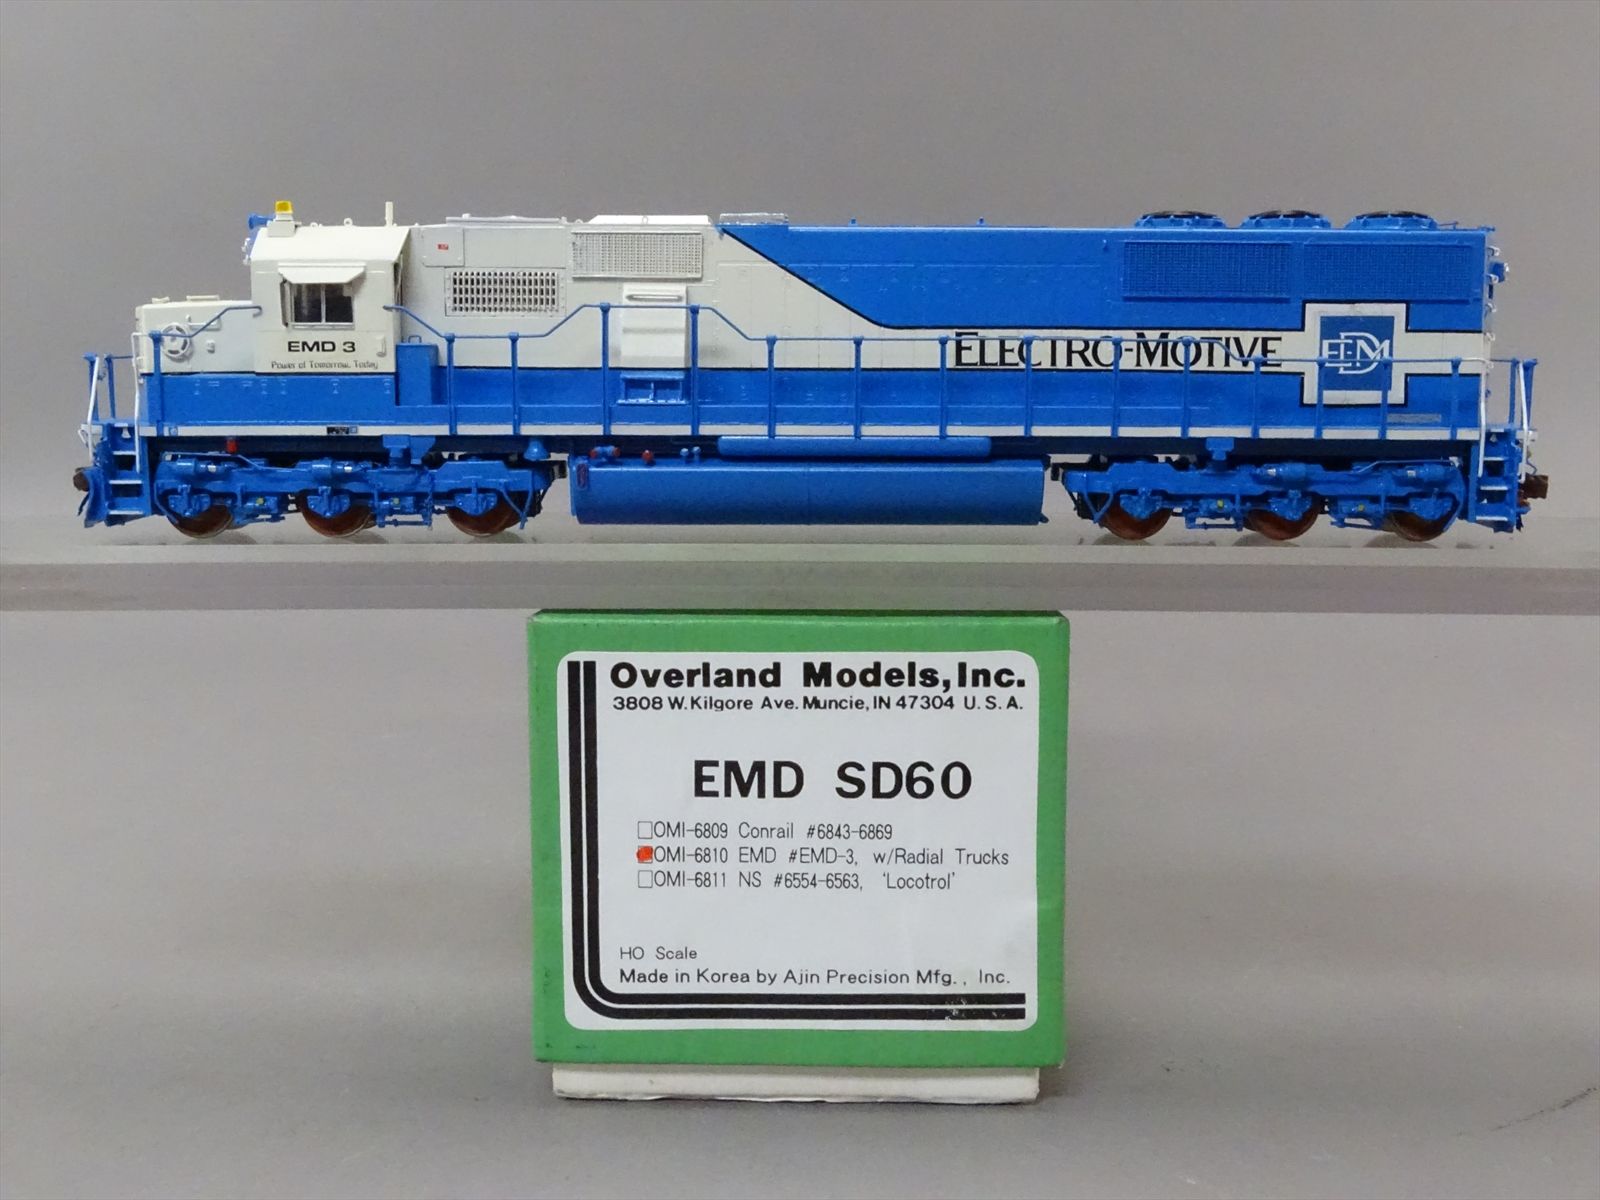 EMD 3
Power of Tomorrow, Today
ELECTRO-MOTIVE
EMD
Overland Models, Inc.
3808 W. Kilgore Ave. Muncie, IN 47304 U. S. A.
EMD SD60
OMI-6809 Conrail #6843-6869
OMI-6810 EMD #EMD-3, w/Radial Trucks
OMI-6811 NS #6554-6563, 'Locotrol'
HO Scale
Made in Korea by Ajin Precision Mfg., Inc.